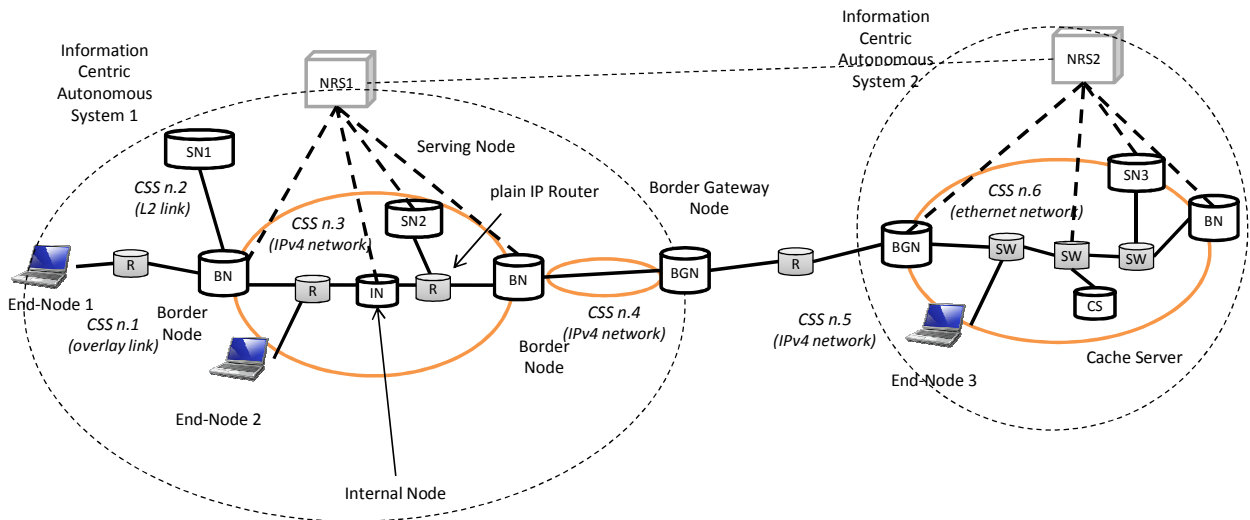 Information
Centric
Autonomous
System 1
NRS1
Information
Centric
Autonomous
System 2
NRS2
SN1
Serving Node
CSS n.2
(L2 link)
plain IP Router
Border Gateway
Node
SN3
CSS n.3
(IPv4 network)
SN2
CSS n.6
(ethernet network)
BN
R
BN
BN
BGN
R
BGN
SW
SW
SW
End-Node 1
R
IN
R
CS
CSS n.1
(overlay link)
Border
Node
CSS n.4
(IPv4 network)
CSS n.5
(IPv4 network)
Border
Node
Cache Server
End-Node 3
End-Node 2
Internal Node